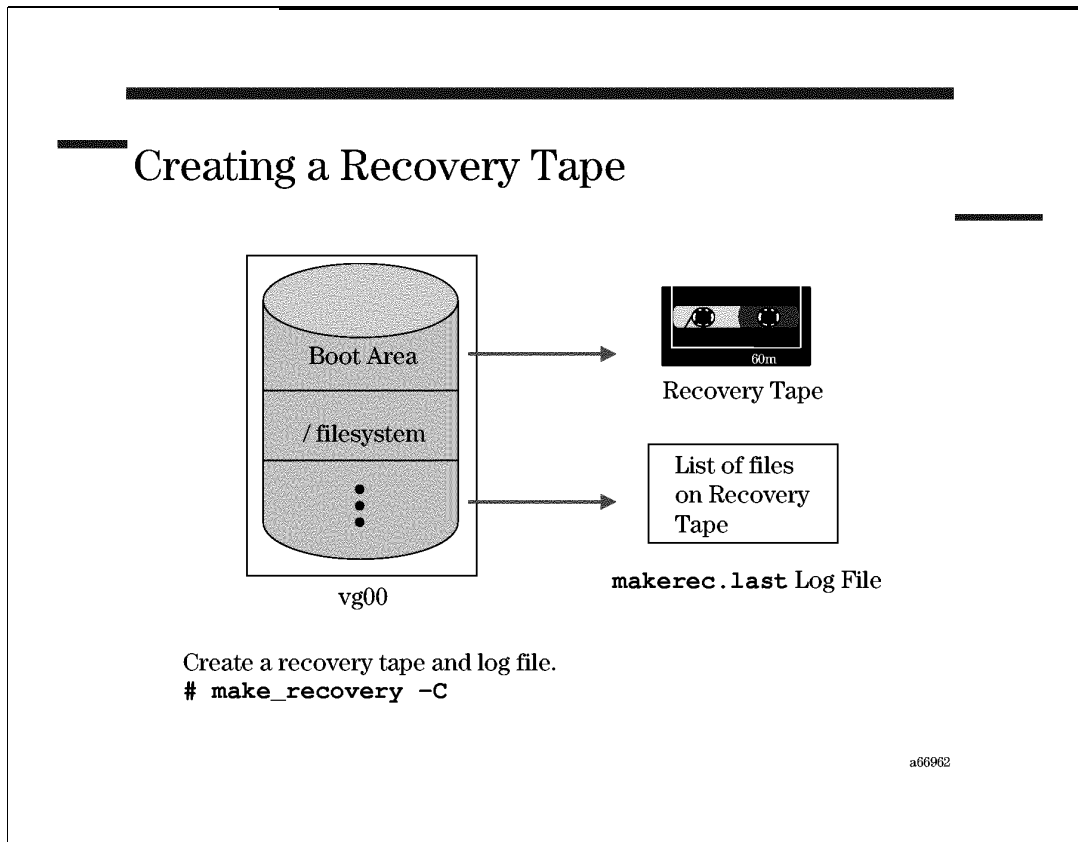 Creating a Recovery Tape
Boot Area
/ filesystem
vg00
60m
Recovery Tape
List of files
on Recovery
Tape
makerec.last Log File
Create a recovery tape and log file.
# make_recovery -C
a66962